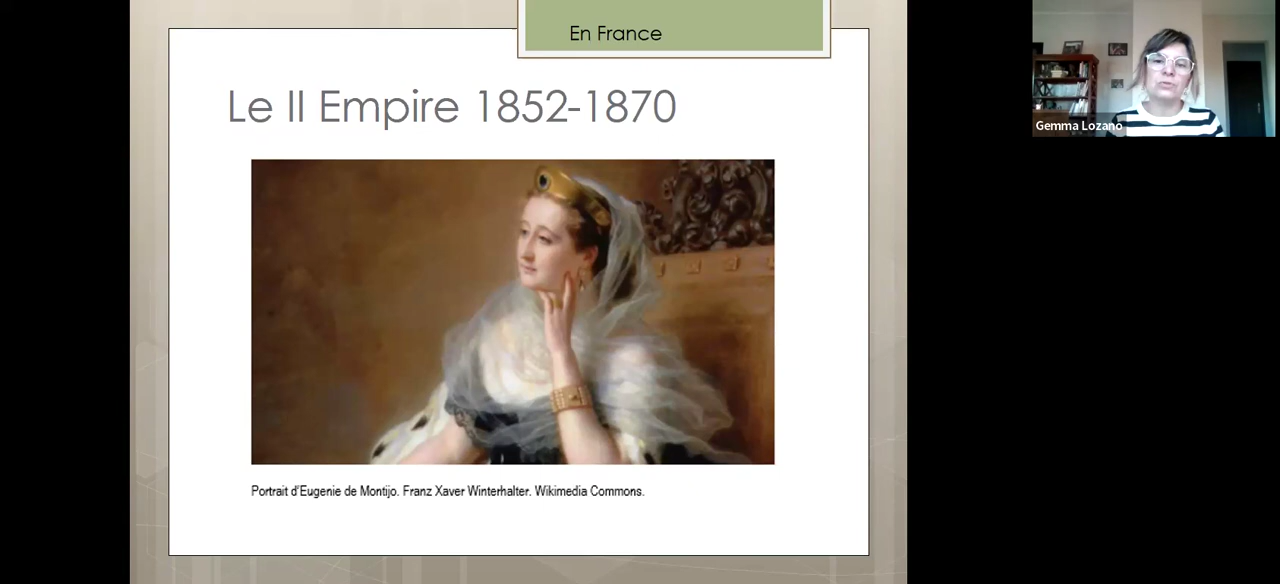 En France
Le II Empire 1852-1870
Gemma Lozano
Portrait d'Eugenie de Montijo. Franz Xaver Winterhalter. Wikimedia Commons.